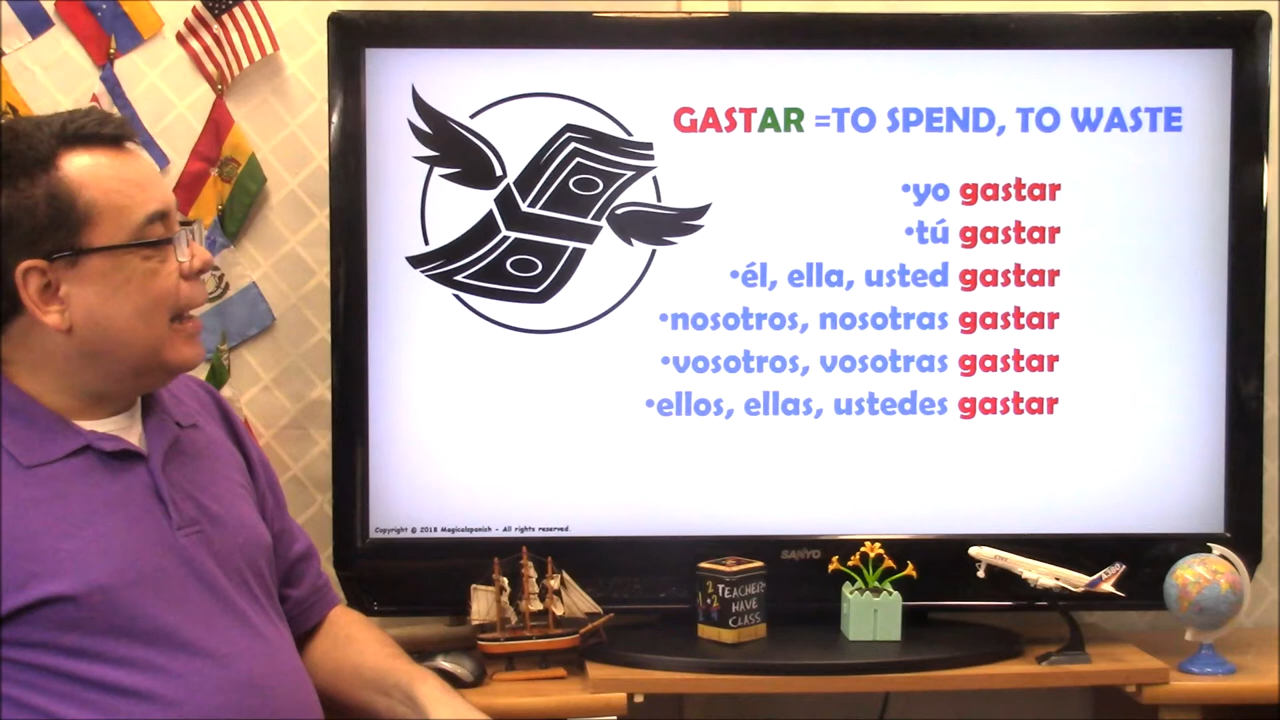 GASTAR =TO SPEND, TO WASTE
•yo gastar
•tú gastar
•él, ella, usted gastar
•nosotros, nosotras gastar
•vosotros, vosotras gastar
•ellos, ellas, ustedes gastar
Copyright © 2018 Magicalspanish - All rights reserved.
SANYO
TEACHERS
HAVE
CLASS
A380